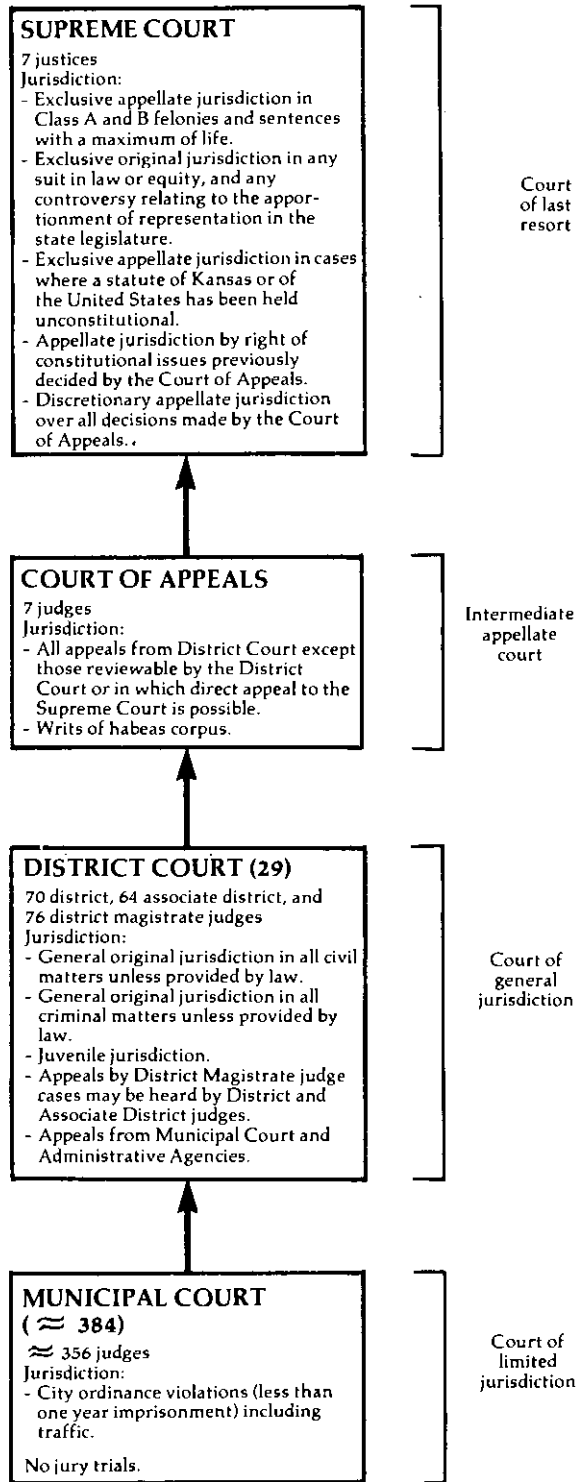 SUPREME COURT
7 justices
Jurisdiction:
- Exclusive appellate jurisdiction in
Class A and B felonies and sentences
with a maximum of life.
- Exclusive original jurisdiction in any
suit in law or equity, and any
controversy relating to the appor-
tionment of representation in the
state legislature.
- Exclusive appellate jurisdiction in cases
where a statute of Kansas or of
the United States has been held
unconstitutional.
- Appellate jurisdiction by right of
constitutional issues previously
decided by the Court of Appeals.
- Discretionary appellate jurisdiction
over all decisions made by the Court
of Appeals..
Court
of last
resort
COURT OF APPEALS
7 judges
Jurisdiction:
- All appeals from District Court except
those reviewable by the District
Court or in which direct appeal to the
Supreme Court is possible.
- Writs of habeas corpus.
Intermediate
appellate
court
DISTRICT COURT (29)
70 district, 64 associate district, and
76 district magistrate judges
Jurisdiction:
- General original jurisdiction in all civil
matters unless provided by law.
- General original jurisdiction in all
criminal matters unless provided by
law.
- Juvenile jurisdiction.
- Appeals by District Magistrate judge
cases may be heard by District and
Associate District judges.
- Appeals from Municipal Court and
Administrative Agencies.
Court of
general
jurisdiction
MUNICIPAL COURT
(≈ 384)
≈ 356 judges
Jurisdiction:
- City ordinance violations (less than
one year imprisonment) including
traffic.
No jury trials.
Court of
limited
jurisdiction